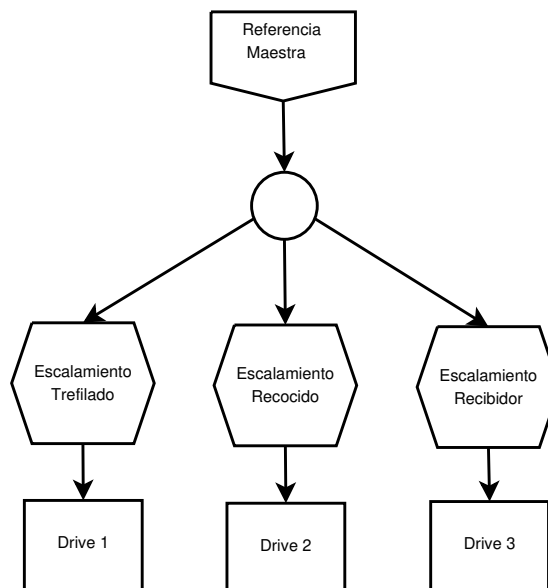 Referencia
Maestra
Escalamiento
Trefilado
Escalamiento
Recocido
Escalamiento
Recibidor
Drive 1
Drive 2
Drive 3